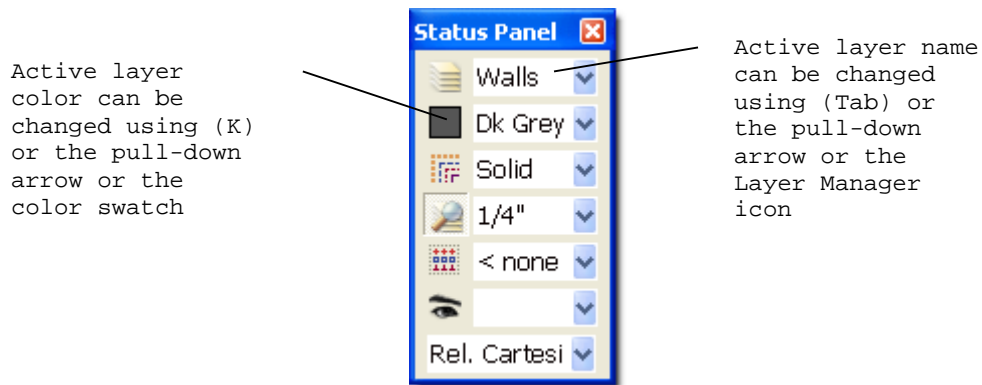 Status Panel
Walls
Dk Grey
Solid
1/4"
< none
Rel. Cartesi
Active layer
color can be
changed using (K)
or the pull-down
arrow or the
color swatch
Active layer name
can be changed
using (Tab) or
the pull-down
arrow or the
Layer Manager
icon